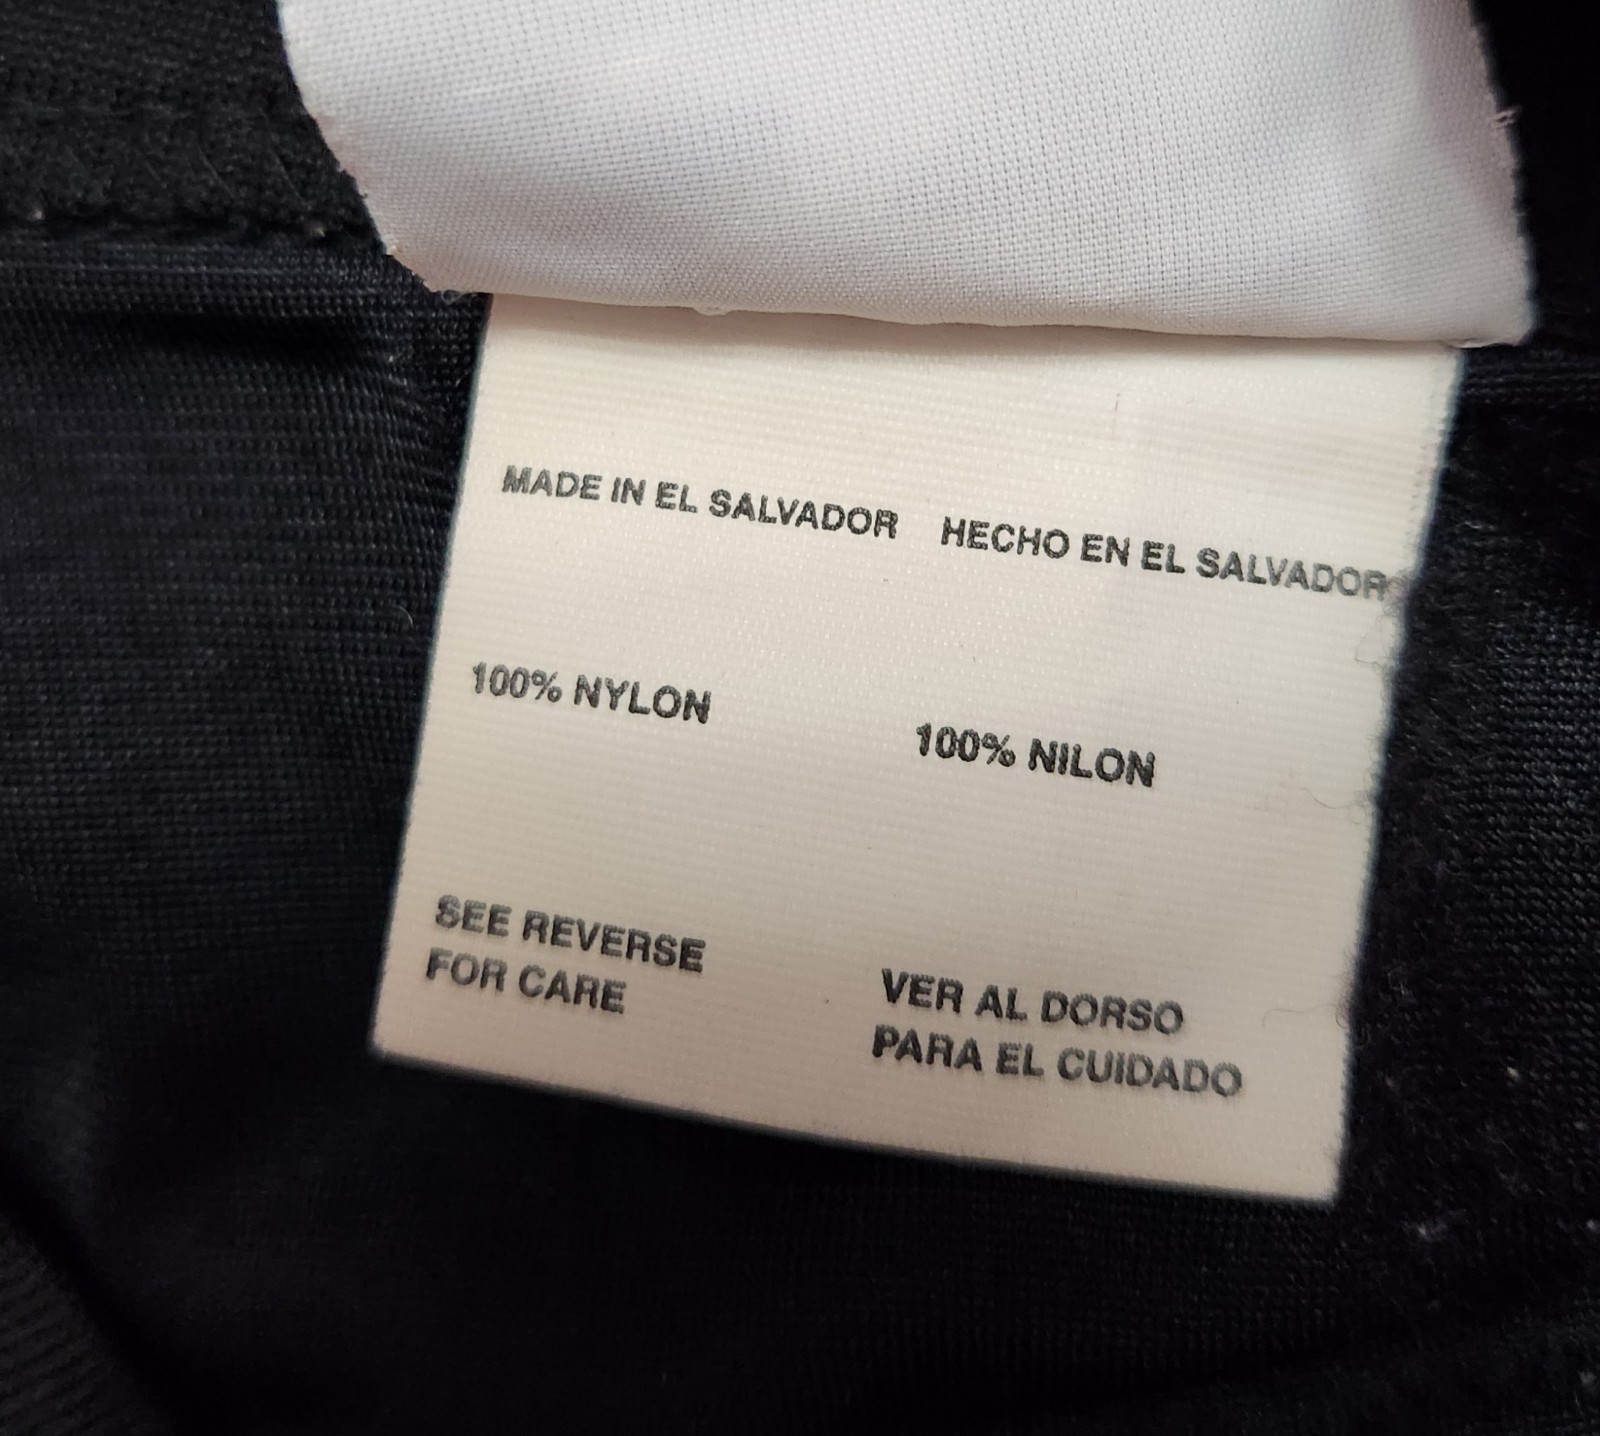 MADE IN EL SALVADOR HECHO EN EL SALVADOR
100% NYLON
100% NILON
SEE REVERSE
FOR CARE
VER AL DORSO
PARA EL CUIDADO